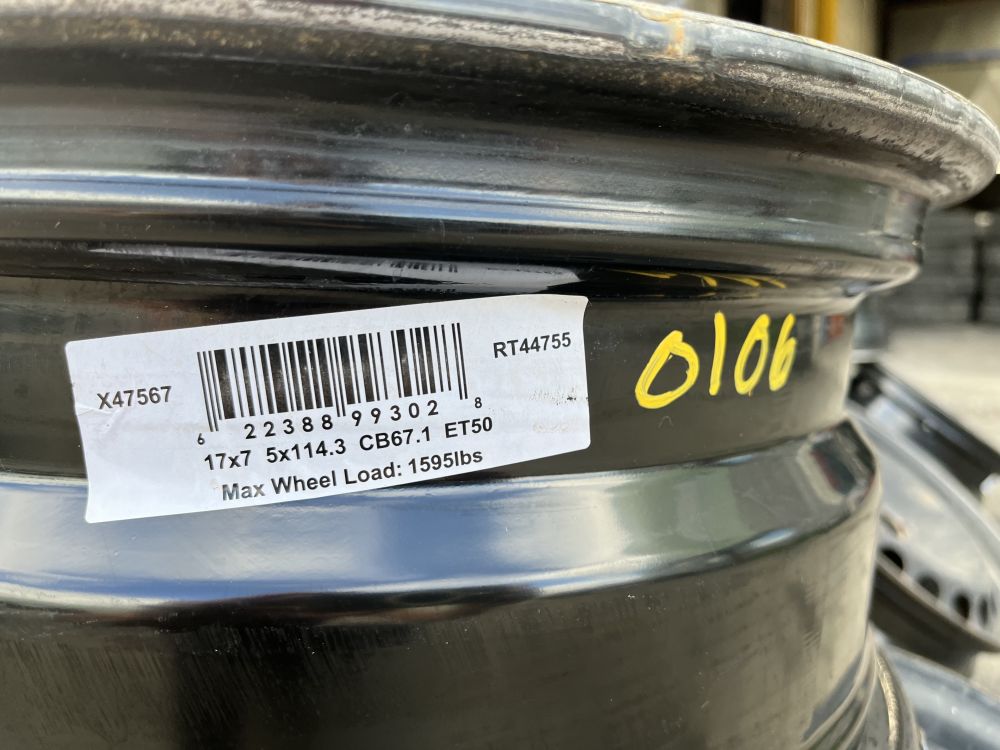 X47567
RT44755
6 22388 99302 8
17x7 5x114.3 CB67.1 ET50
Max Wheel Load: 1595lbs
0106